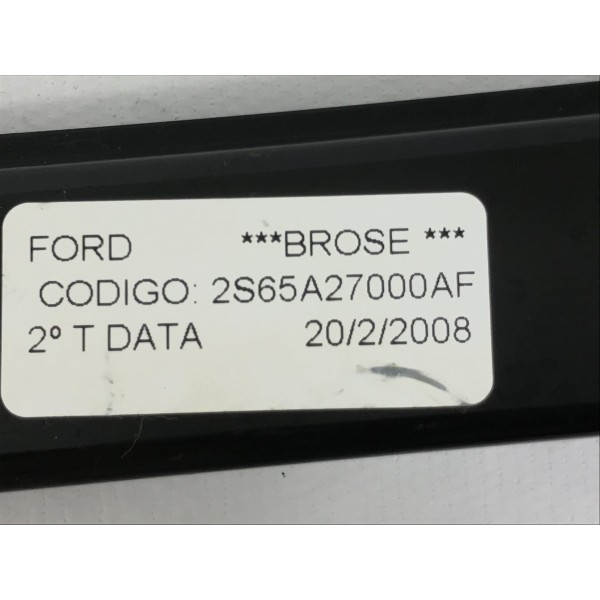 FORD ***BROSE ***
CODIGO: 2S65A27000AF
2º T DATA 20/2/2008